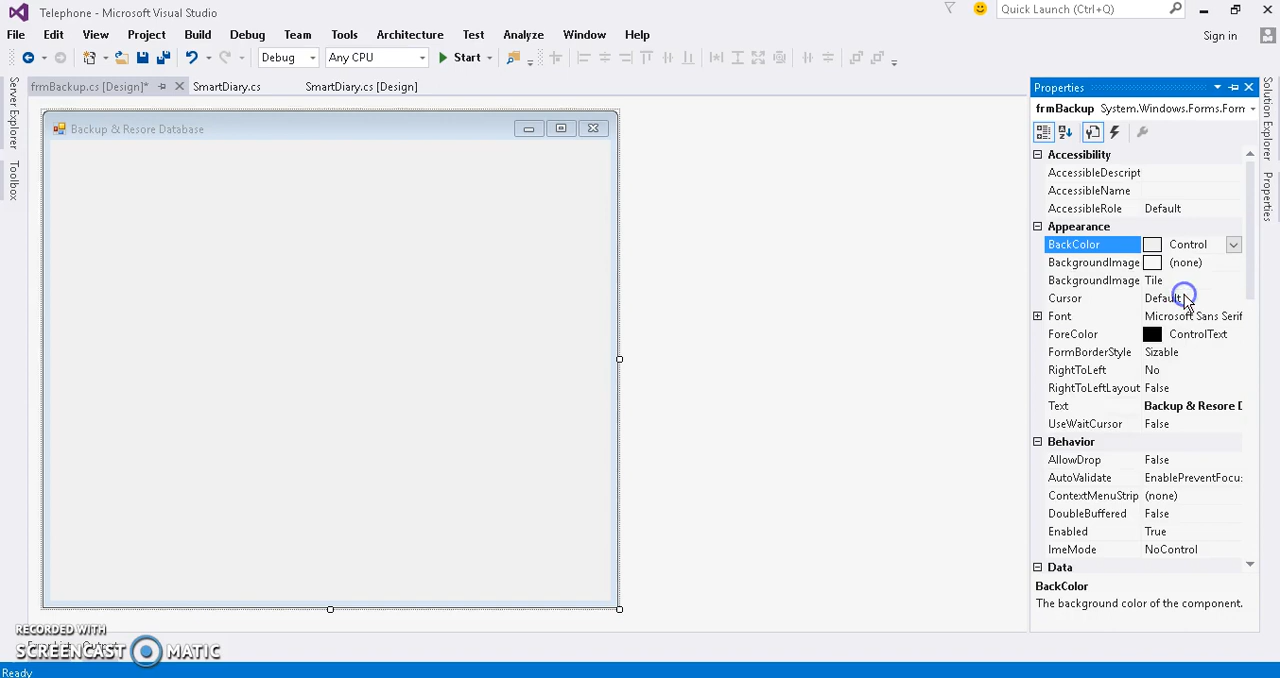 Telephone - Microsoft Visual Studio
Quick Launch (Ctrl+Q)
File Edit View Project Build Debug Team Tools Architecture Test Analyze Window Help
Sign in
Debug Any CPU Start
frmBackup.cs [Design]* SmartDiary.cs SmartDiary.cs [Design]
Server Explorer
Toolbox
Backup & Resore Database
Properties
frmBackup System.Windows.Forms.Form
Accessibility
AccessibleDescript
AccessibleName
AccessibleRole Default
Appearance
BackColor Control
BackgroundImage (none)
BackgroundImage Tile
Cursor Default
Font Microsoft Sans Serif
ForeColor ControlText
FormBorderStyle Sizable
RightToLeft No
RightToLeftLayout False
Text Backup & Resore D
UseWaitCursor False
Behavior
AllowDrop False
AutoValidate EnablePreventFocu
ContextMenuStrip (none)
DoubleBuffered False
Enabled True
ImeMode NoControl
Data
BackColor
The background color of the component.
Solution Explorer
Properties
RECORDED WITH
SCREENCAST MATIC
Ready